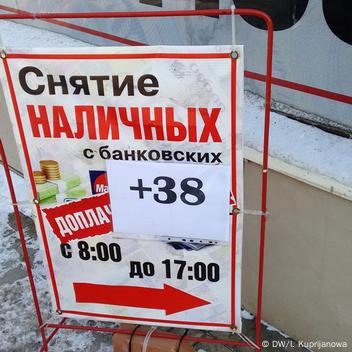 Снятие
НАЛИЧНЫХ
с банковских
+38
с 8:00
до 17:00
© DW/I. Kuprijanowa